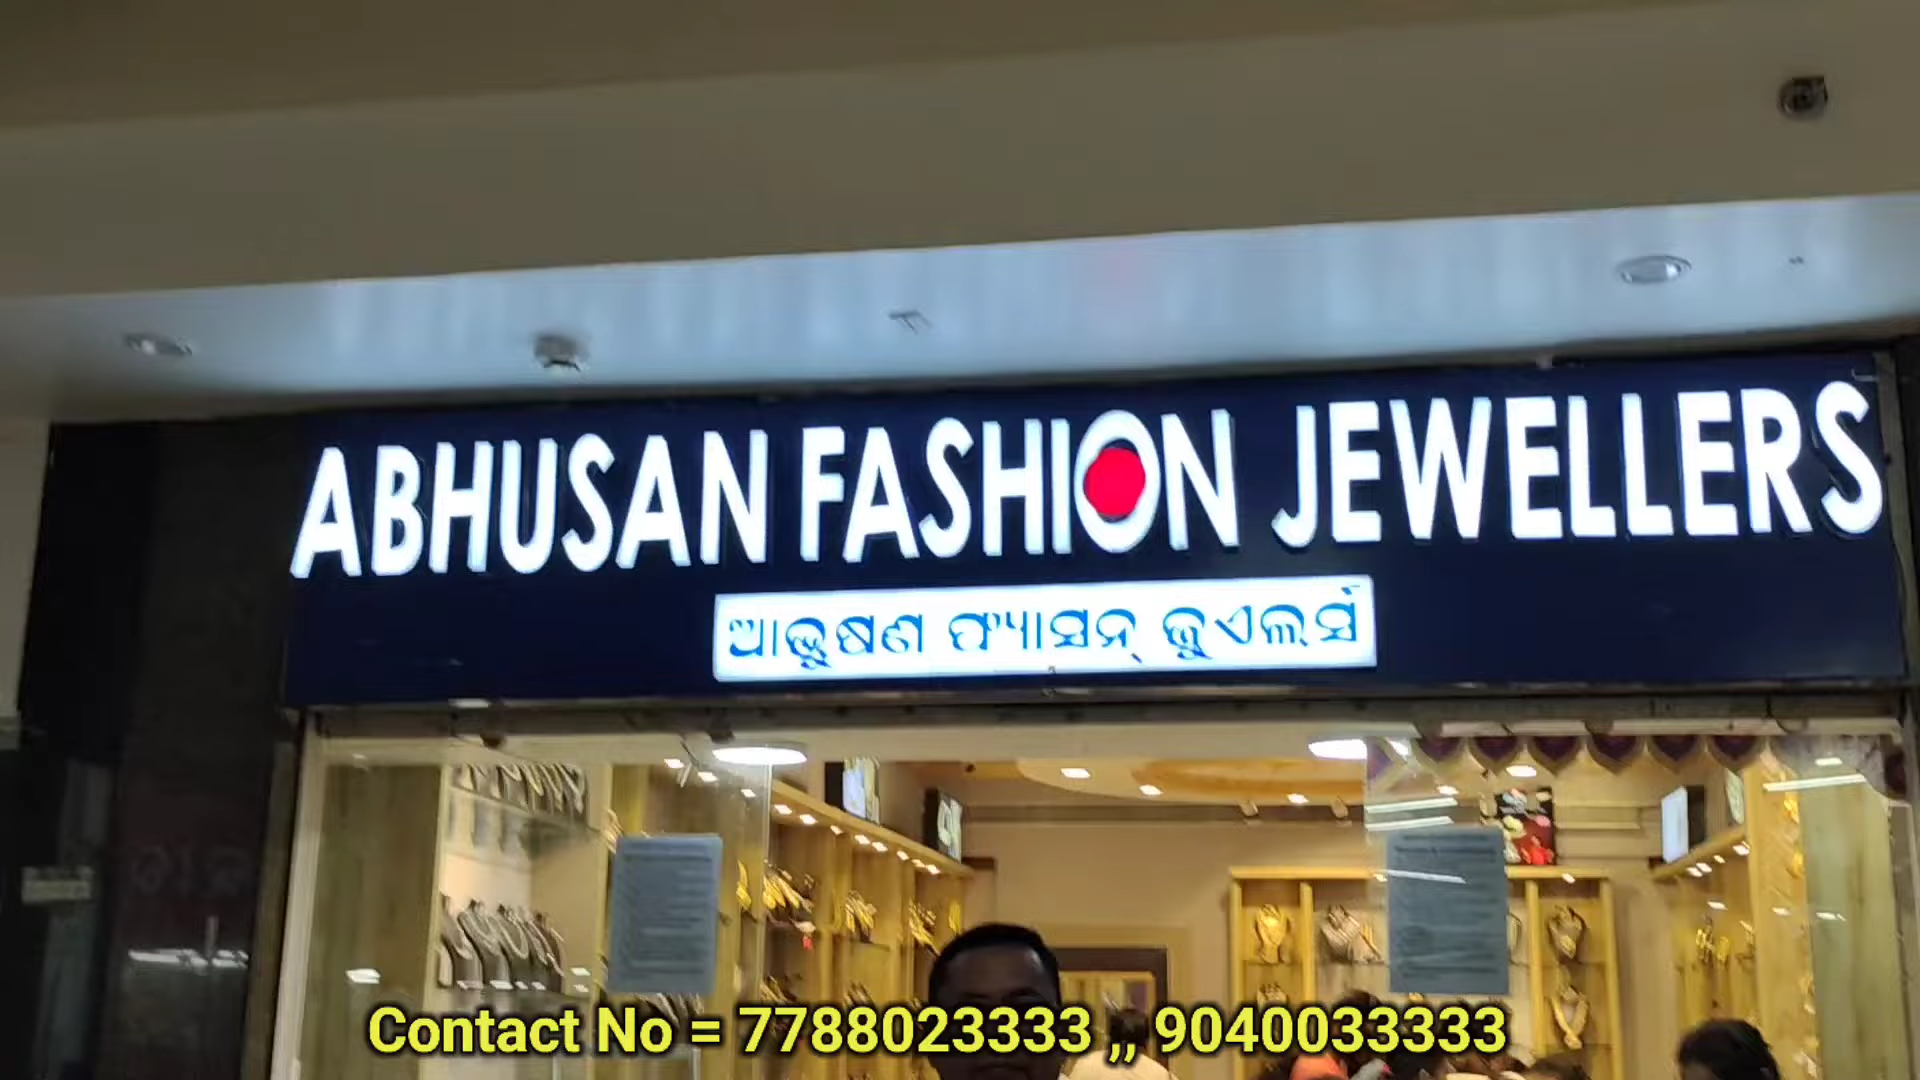 ABHUSAN FASHION JEWELLERS
ଆଭୁଷଣ ଫ୍ୟାସନ୍ ଜୁଏଲର୍ସ
Contact No = 7788023333 ,, 9040033333